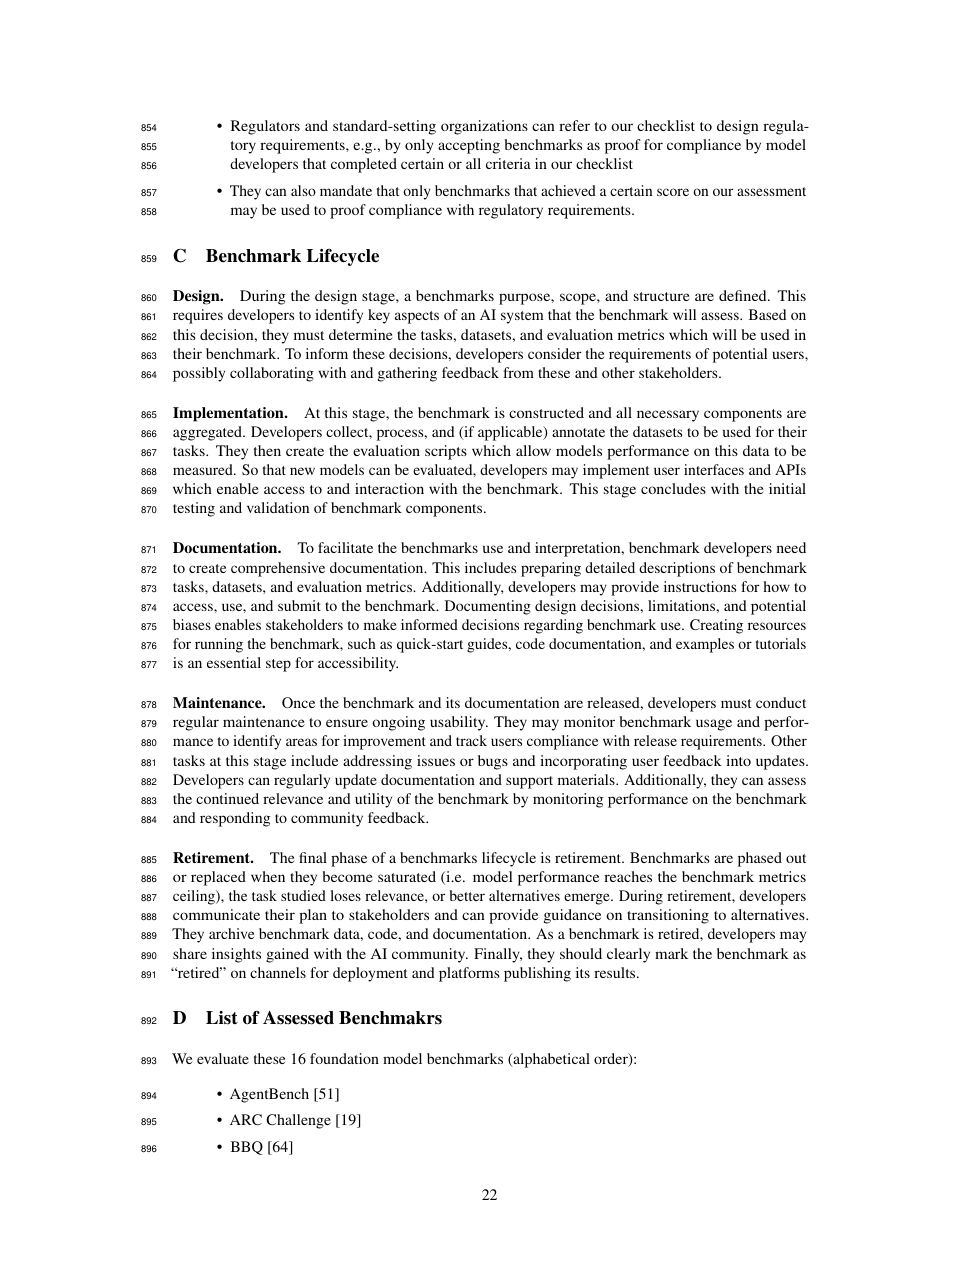 854 • Regulators and standard-setting organizations can refer to our checklist to design regula-
855 tory requirements, e.g., by only accepting benchmarks as proof for compliance by model
856 developers that completed certain or all criteria in our checklist
857 • They can also mandate that only benchmarks that achieved a certain score on our assessment
858 may be used to proof compliance with regulatory requirements.
859 C Benchmark Lifecycle
860 Design. During the design stage, a benchmarks purpose, scope, and structure are defined. This
861 requires developers to identify key aspects of an AI system that the benchmark will assess. Based on
862 this decision, they must determine the tasks, datasets, and evaluation metrics which will be used in
863 their benchmark. To inform these decisions, developers consider the requirements of potential users,
864 possibly collaborating with and gathering feedback from these and other stakeholders.
865 Implementation. At this stage, the benchmark is constructed and all necessary components are
866 aggregated. Developers collect, process, and (if applicable) annotate the datasets to be used for their
867 tasks. They then create the evaluation scripts which allow models performance on this data to be
868 measured. So that new models can be evaluated, developers may implement user interfaces and APIs
869 which enable access to and interaction with the benchmark. This stage concludes with the initial
870 testing and validation of benchmark components.
871 Documentation. To facilitate the benchmarks use and interpretation, benchmark developers need
872 to create comprehensive documentation. This includes preparing detailed descriptions of benchmark
873 tasks, datasets, and evaluation metrics. Additionally, developers may provide instructions for how to
874 access, use, and submit to the benchmark. Documenting design decisions, limitations, and potential
875 biases enables stakeholders to make informed decisions regarding benchmark use. Creating resources
876 for running the benchmark, such as quick-start guides, code documentation, and examples or tutorials
877 is an essential step for accessibility.
878 Maintenance. Once the benchmark and its documentation are released, developers must conduct
879 regular maintenance to ensure ongoing usability. They may monitor benchmark usage and perfor-
880 mance to identify areas for improvement and track users compliance with release requirements. Other
881 tasks at this stage include addressing issues or bugs and incorporating user feedback into updates.
882 Developers can regularly update documentation and support materials. Additionally, they can assess
883 the continued relevance and utility of the benchmark by monitoring performance on the benchmark
884 and responding to community feedback.
885 Retirement. The final phase of a benchmarks lifecycle is retirement. Benchmarks are phased out
886 or replaced when they become saturated (i.e. model performance reaches the benchmark metrics
887 ceiling), the task studied loses relevance, or better alternatives emerge. During retirement, developers
888 communicate their plan to stakeholders and can provide guidance on transitioning to alternatives.
889 They archive benchmark data, code, and documentation. As a benchmark is retired, developers may
890 share insights gained with the AI community. Finally, they should clearly mark the benchmark as
891 “retired” on channels for deployment and platforms publishing its results.
892 D List of Assessed Benchmakrs
893 We evaluate these 16 foundation model benchmarks (alphabetical order):
894 • AgentBench [51]
895 • ARC Challenge [19]
896 • BBQ [64]
22